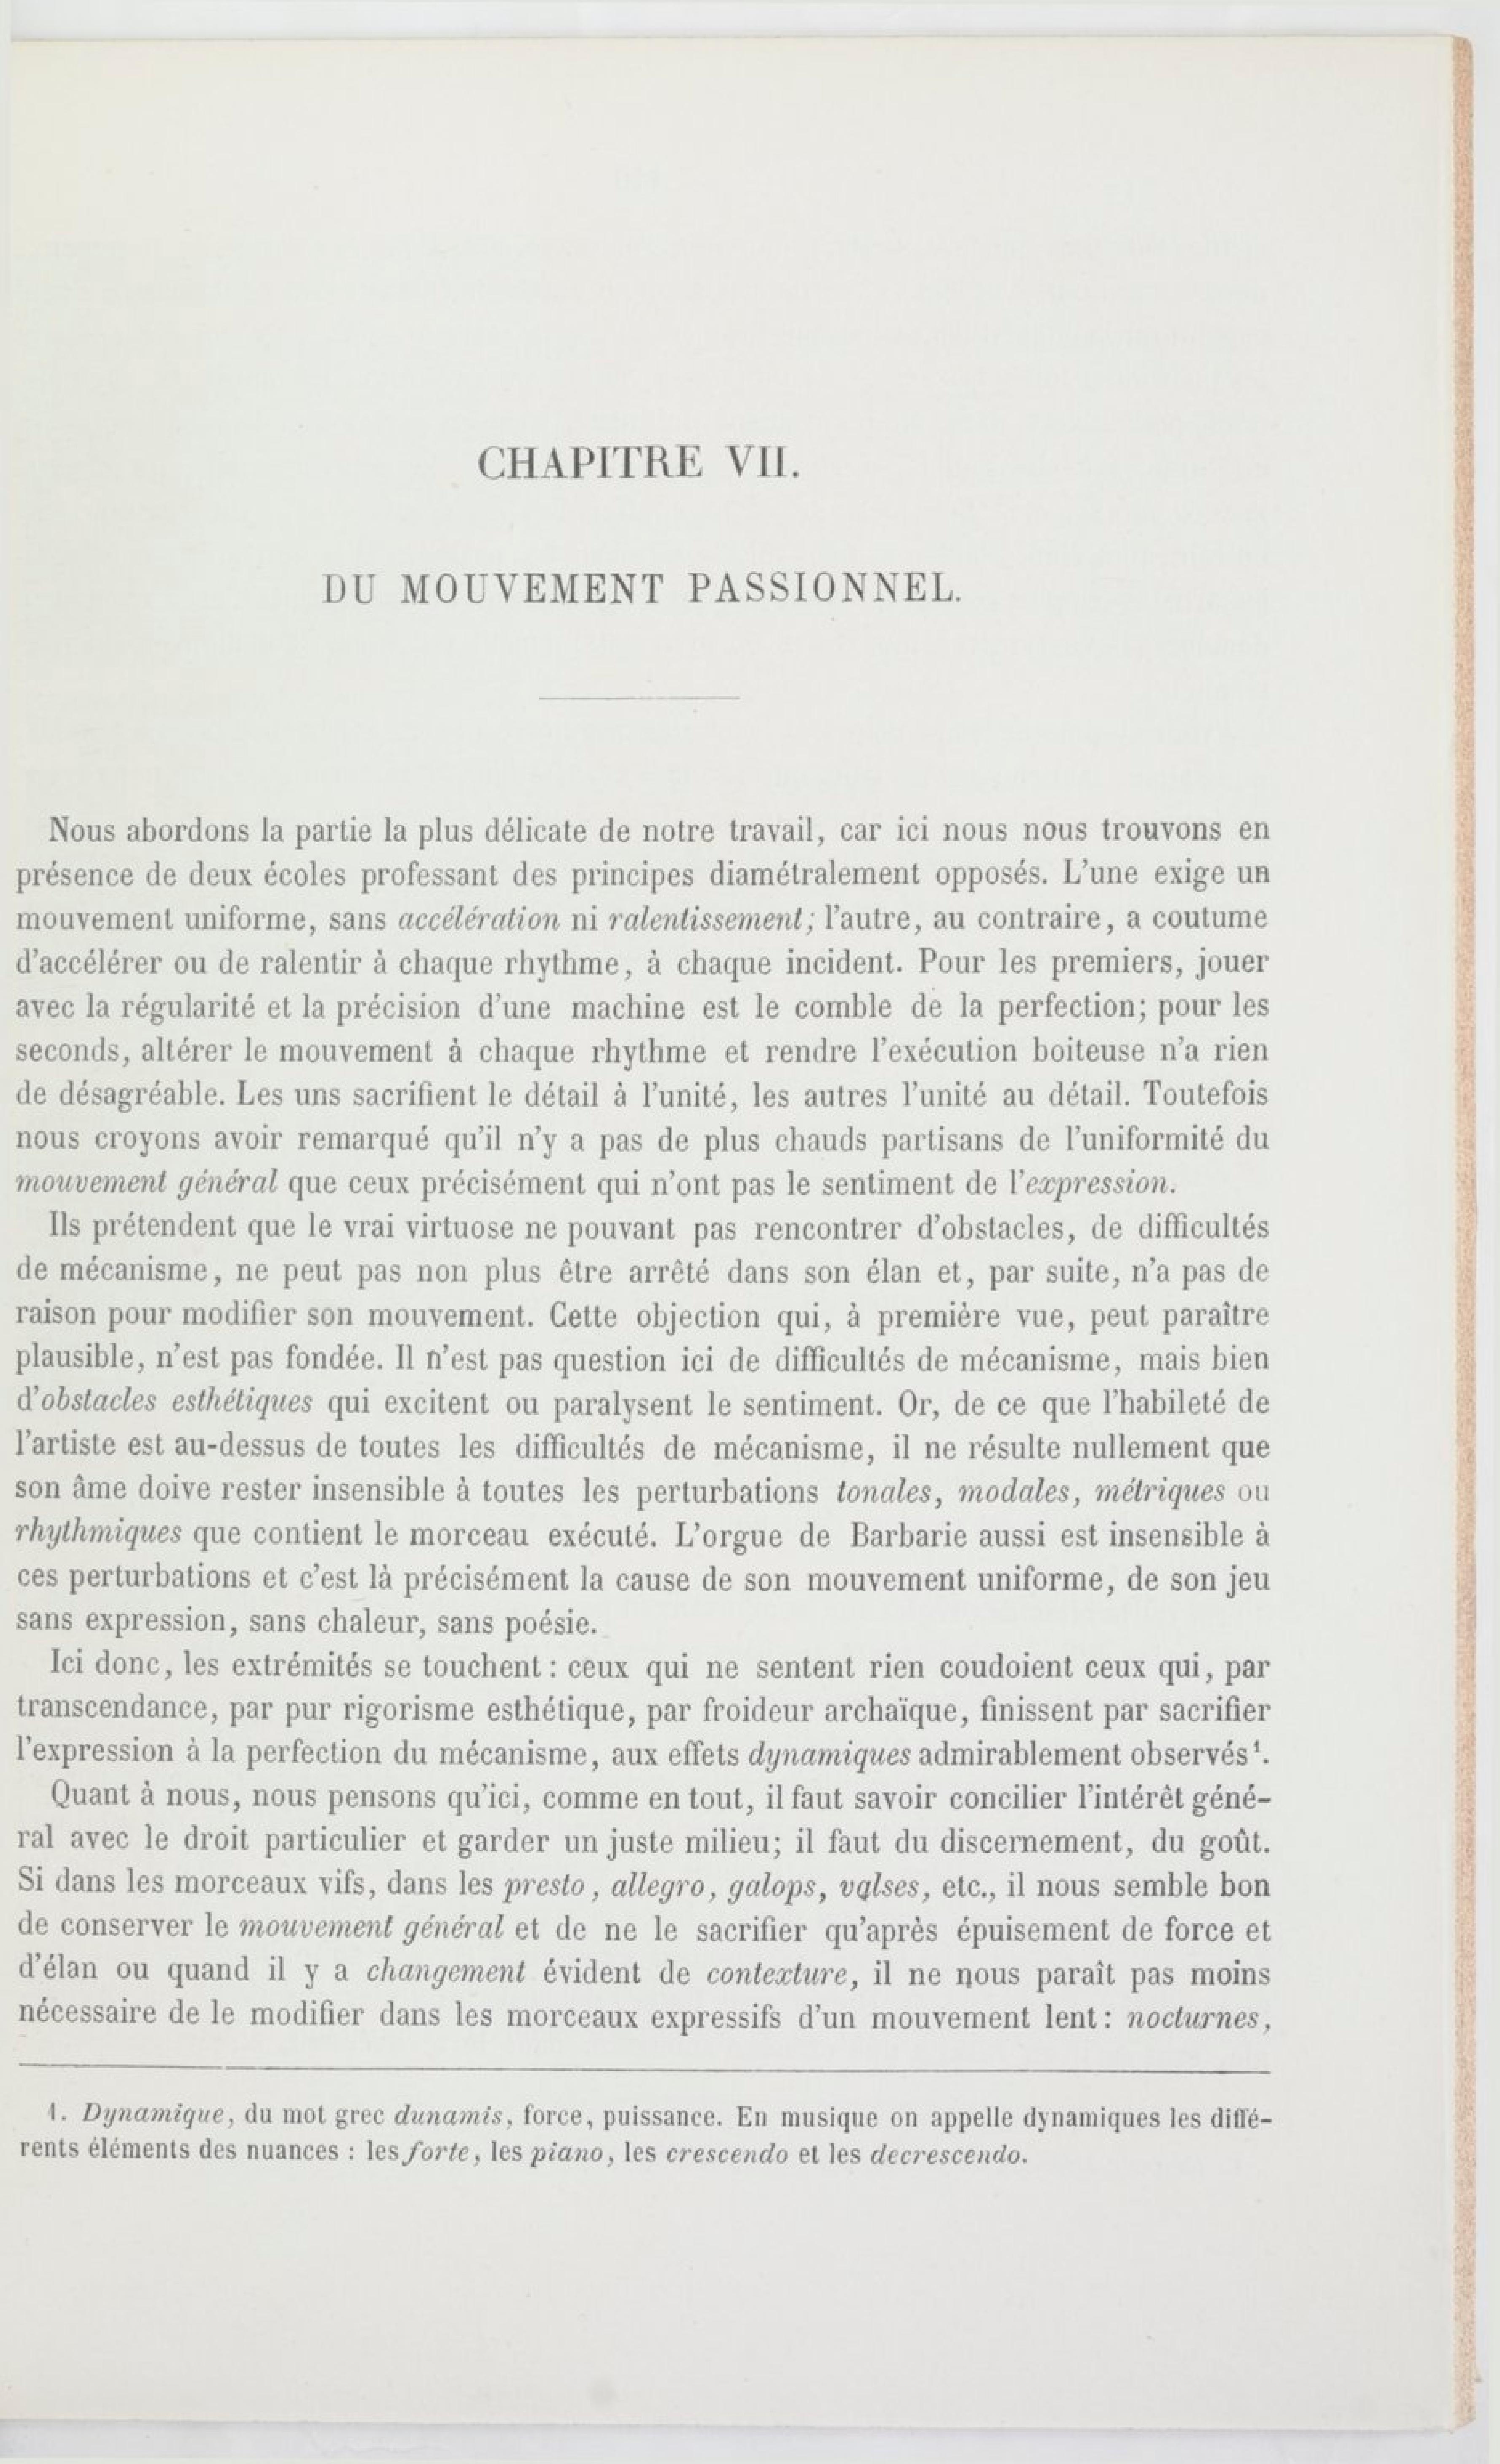 CHAPITRE VII.
DU MOUVEMENT PASSIONNEL.
Nous abordons la partie la plus délicate de notre travail, car ici nous nous trouvons en
présence de deux écoles professant des principes diamétralement opposés. L'une exige un
mouvement uniforme, sans accélération ni ralentissement; l'autre, au contraire, a coutume
d'accélérer ou de ralentir à chaque rhythme, à chaque incident. Pour les premiers, jouer
avec la régularité et la précision d'une machine est le comble de la perfection; pour les
seconds, altérer le mouvement à chaque rhythme et rendre l'exécution boiteuse n'a rien
de désagréable. Les uns sacrifient le détail à l'unité, les autres l'unité au détail. Toutefois
nous croyons avoir remarqué qu'il n'y a pas de plus chauds partisans de l'uniformité du
mouvement général que ceux précisément qui n'ont pas le sentiment de l'expression.
Ils prétendent que le vrai virtuose ne pouvant pas rencontrer d'obstacles, de difficultés
de mécanisme, ne peut pas non plus être arrêté dans son élan et, par suite, n'a pas de
raison pour modifier son mouvement. Cette objection qui, à première vue, peut paraître
plausible, n'est pas fondée. Il n'est pas question ici de difficultés de mécanisme, mais bien
d'obstacles esthétiques qui excitent ou paralysent le sentiment. Or, de ce que l'habileté de
l'artiste est au-dessus de toutes les difficultés de mécanisme, il ne résulte nullement que
son âme doive rester insensible à toutes les perturbations tonales, modales, métriques ou
rhythmiques que contient le morceau exécuté. L'orgue de Barbarie aussi est insensible à
ces perturbations et c'est là précisément la cause de son mouvement uniforme, de son jeu
sans expression, sans chaleur, sans poésie.
Ici donc, les extrémités se touchent : ceux qui ne sentent rien coudoient ceux qui, par
transcendance, par pur rigorisme esthétique, par froideur archaïque, finissent par sacrifier
l'expression à la perfection du mécanisme, aux effets dynamiques admirablement observés¹.
Quant à nous, nous pensons qu'ici, comme en tout, il faut savoir concilier l'intérêt géné-
ral avec le droit particulier et garder un juste milieu; il faut du discernement, du goût.
Si dans les morceaux vifs, dans les presto, allegro, galops, valses, etc., il nous semble bon
de conserver le mouvement général et de ne le sacrifier qu'après épuisement de force et
d'élan ou quand il y a changement évident de contexture, il ne nous paraît pas moins
nécessaire de le modifier dans les morceaux expressifs d'un mouvement lent : nocturnes,
1. Dynamique, du mot grec dunamis, force, puissance. En musique on appelle dynamiques les diffé-
rents éléments des nuances : les forte, les piano, les crescendo et les decrescendo.